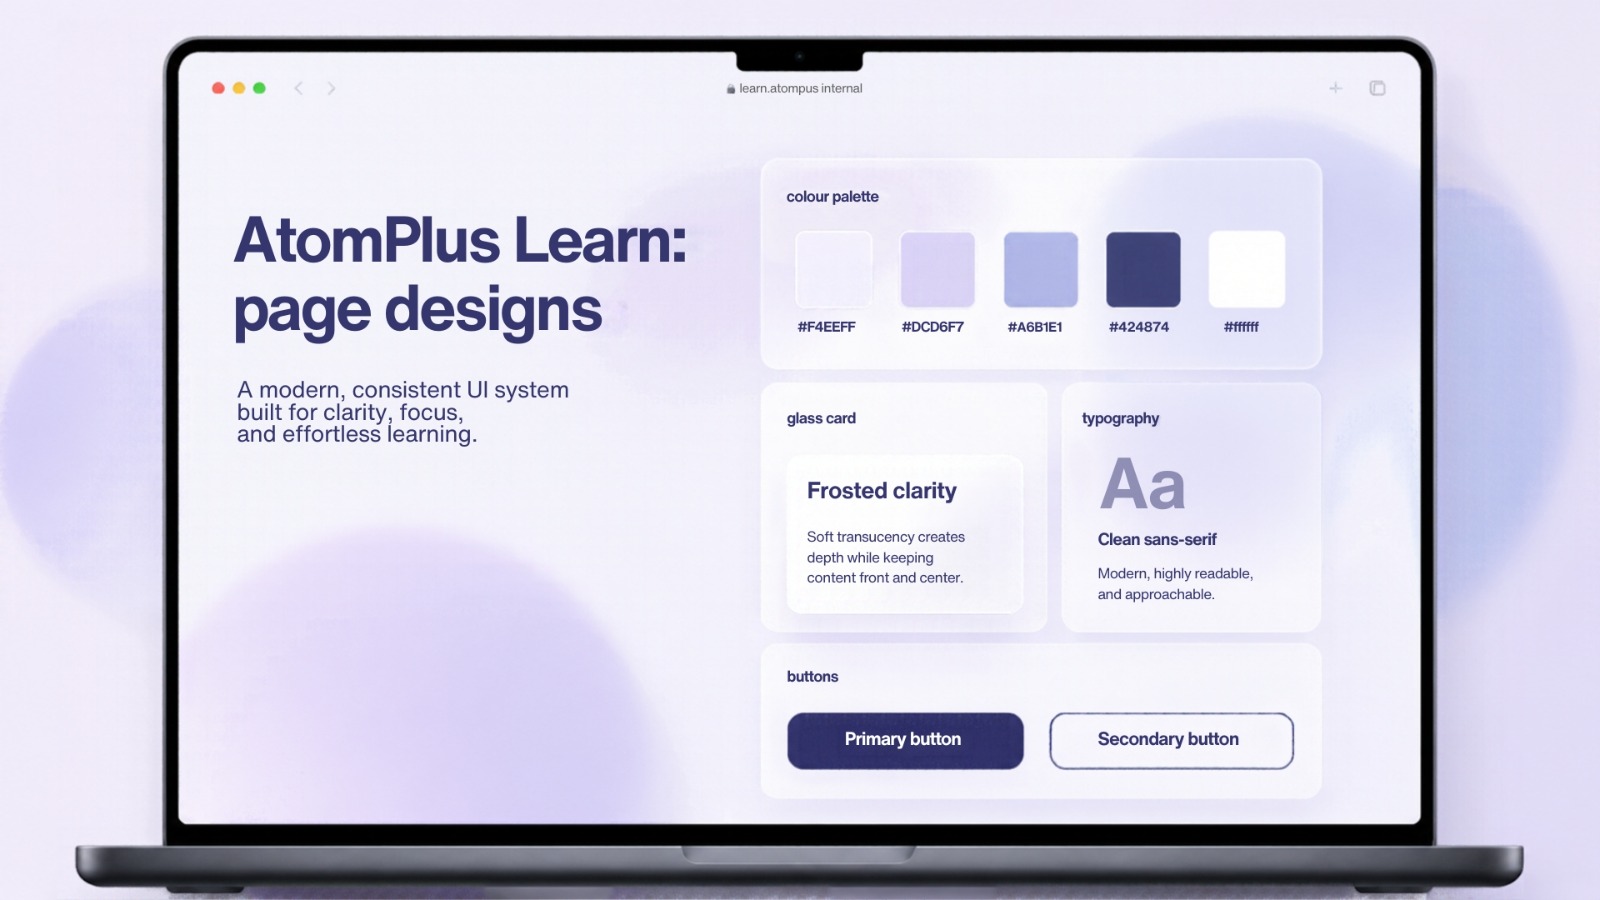 learn.atompus internal
AtomPlus Learn:
page designs
A modern, consistent UI system
built for clarity, focus,
and effortless learning.
colour palette
#F4EEFF
#DCD6F7
#A6B1E1
#424874
#ffffff
glass card
Frosted clarity
Soft transucency creates
depth while keeping
content front and center.
typography
Aa
Clean sans-serif
Modern, highly readable,
and approachable.
buttons
Primary button
Secondary button